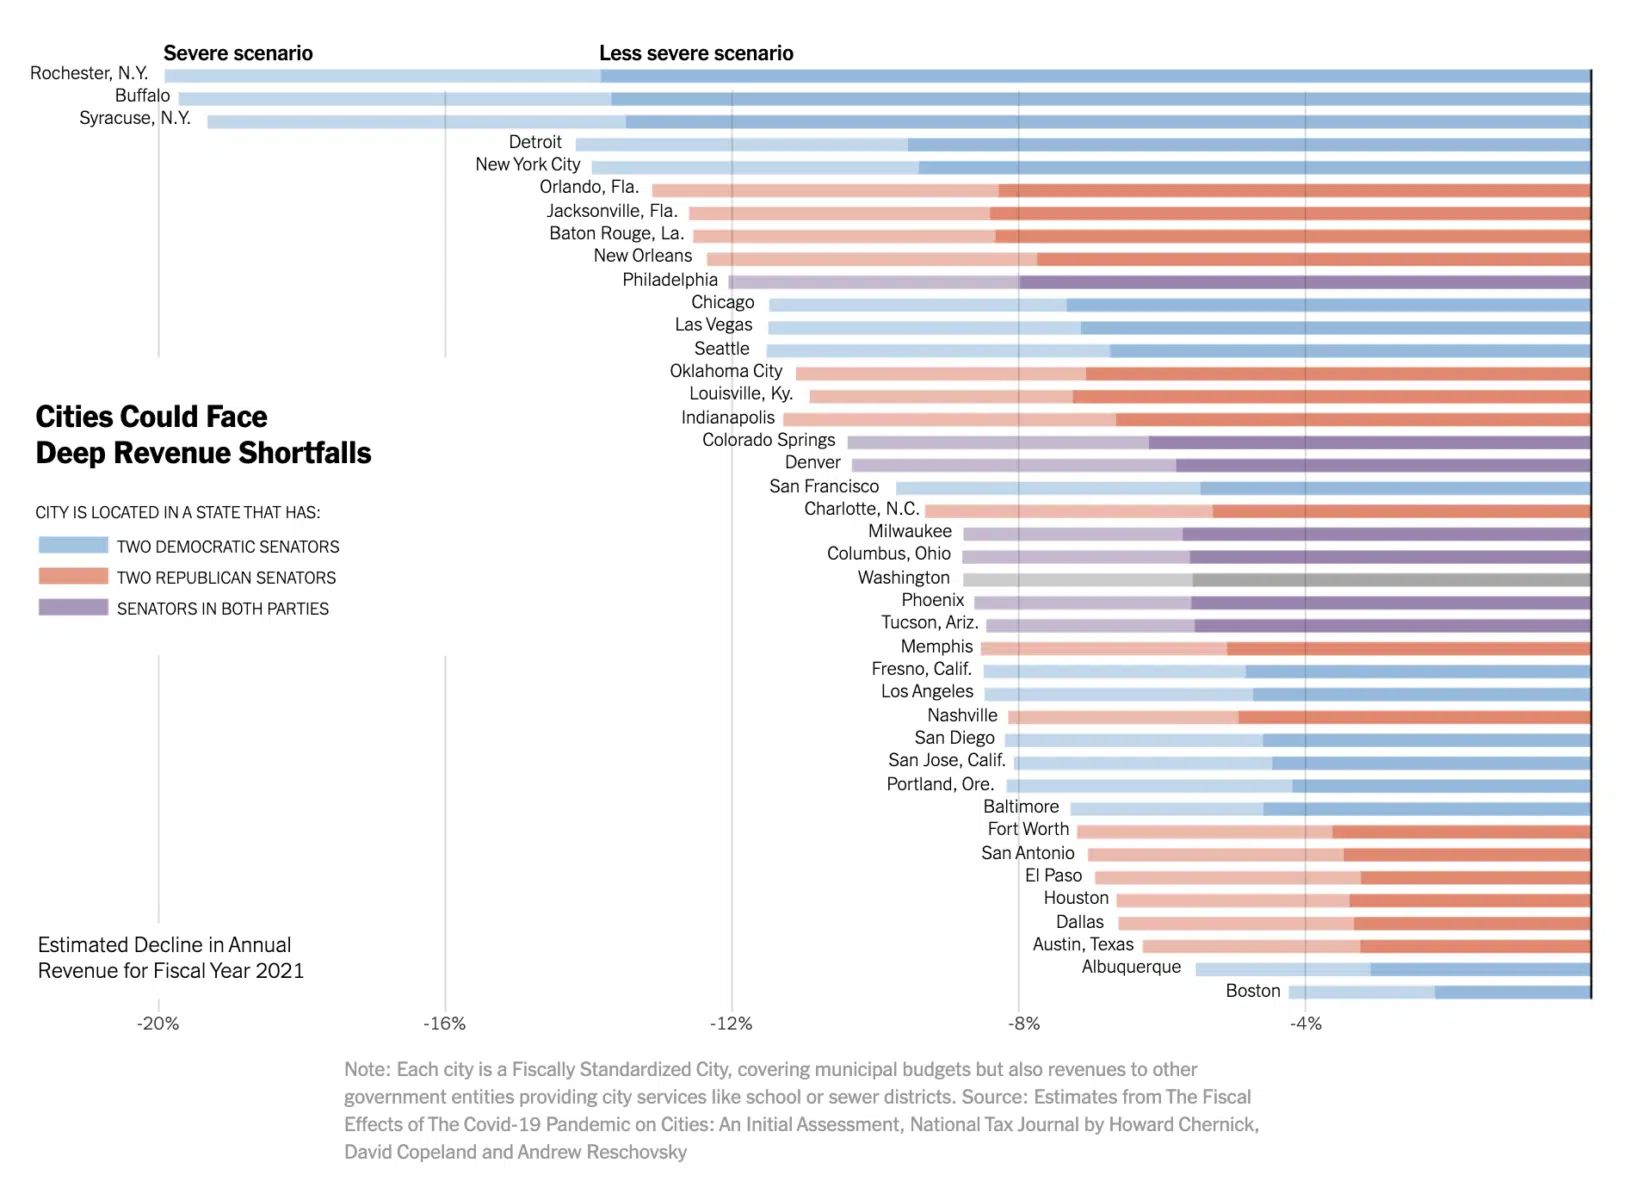 Severe scenario
Less severe scenario
Rochester, N.Y.
Buffalo
Syracuse, N.Y.
Detroit
New York City
Orlando, Fla.
Jacksonville, Fla.
Baton Rouge, La.
New Orleans
Philadelphia
Chicago
Las Vegas
Seattle
Oklahoma City
Louisville, Ky.
Indianapolis
Colorado Springs
Denver
San Francisco
Charlotte, N.C.
Milwaukee
Columbus, Ohio
Washington
Phoenix
Tucson, Ariz.
Memphis
Fresno, Calif.
Los Angeles
Nashville
San Diego
San Jose, Calif.
Portland, Ore.
Baltimore
Fort Worth
San Antonio
El Paso
Houston
Dallas
Austin, Texas
Albuquerque
Boston
Cities Could Face
Deep Revenue Shortfalls
CITY IS LOCATED IN A STATE THAT HAS:
TWO DEMOCRATIC SENATORS
TWO REPUBLICAN SENATORS
SENATORS IN BOTH PARTIES
Estimated Decline in Annual
Revenue for Fiscal Year 2021
-20%
-16%
-12%
-8%
-4%
Note: Each city is a Fiscally Standardized City, covering municipal budgets but also revenues to other
government entities providing city services like school or sewer districts. Source: Estimates from The Fiscal
Effects of The Covid-19 Pandemic on Cities: An Initial Assessment, National Tax Journal by Howard Chernick,
David Copeland and Andrew Reschovsky